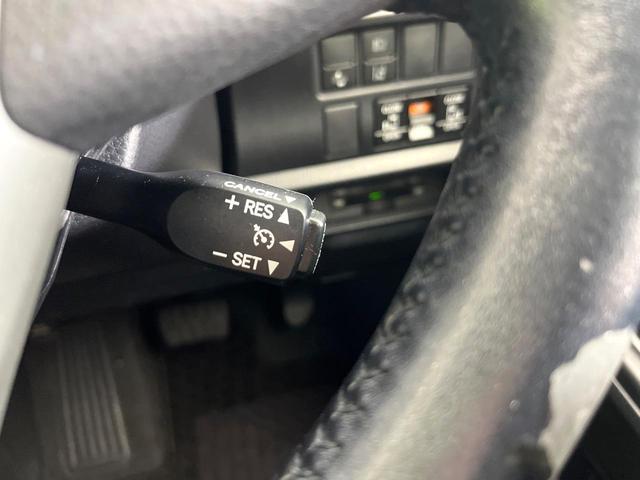 CANCEL ▼
+ RES ▲
◀
− SET ▼